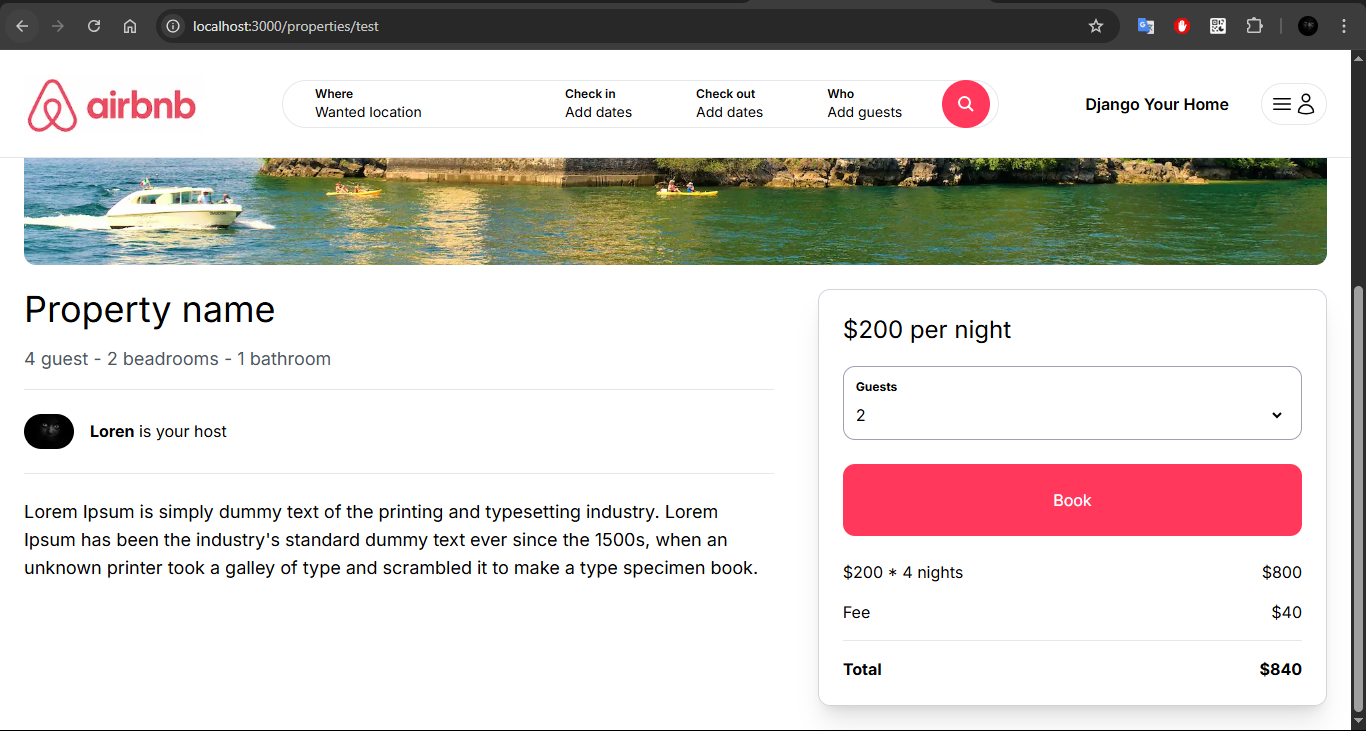 localhost:3000/properties/test
airbnb
Where
Wanted location
Check in
Add dates
Check out
Add dates
Who
Add guests
Django Your Home
Property name
4 guest - 2 beadrooms - 1 bathroom
Loren is your host
Lorem Ipsum is simply dummy text of the printing and typesetting industry. Lorem
Ipsum has been the industry's standard dummy text ever since the 1500s, when an
unknown printer took a galley of type and scrambled it to make a type specimen book.
$200 per night
Guests
2
Book
$200 * 4 nights $800
Fee $40
Total $840